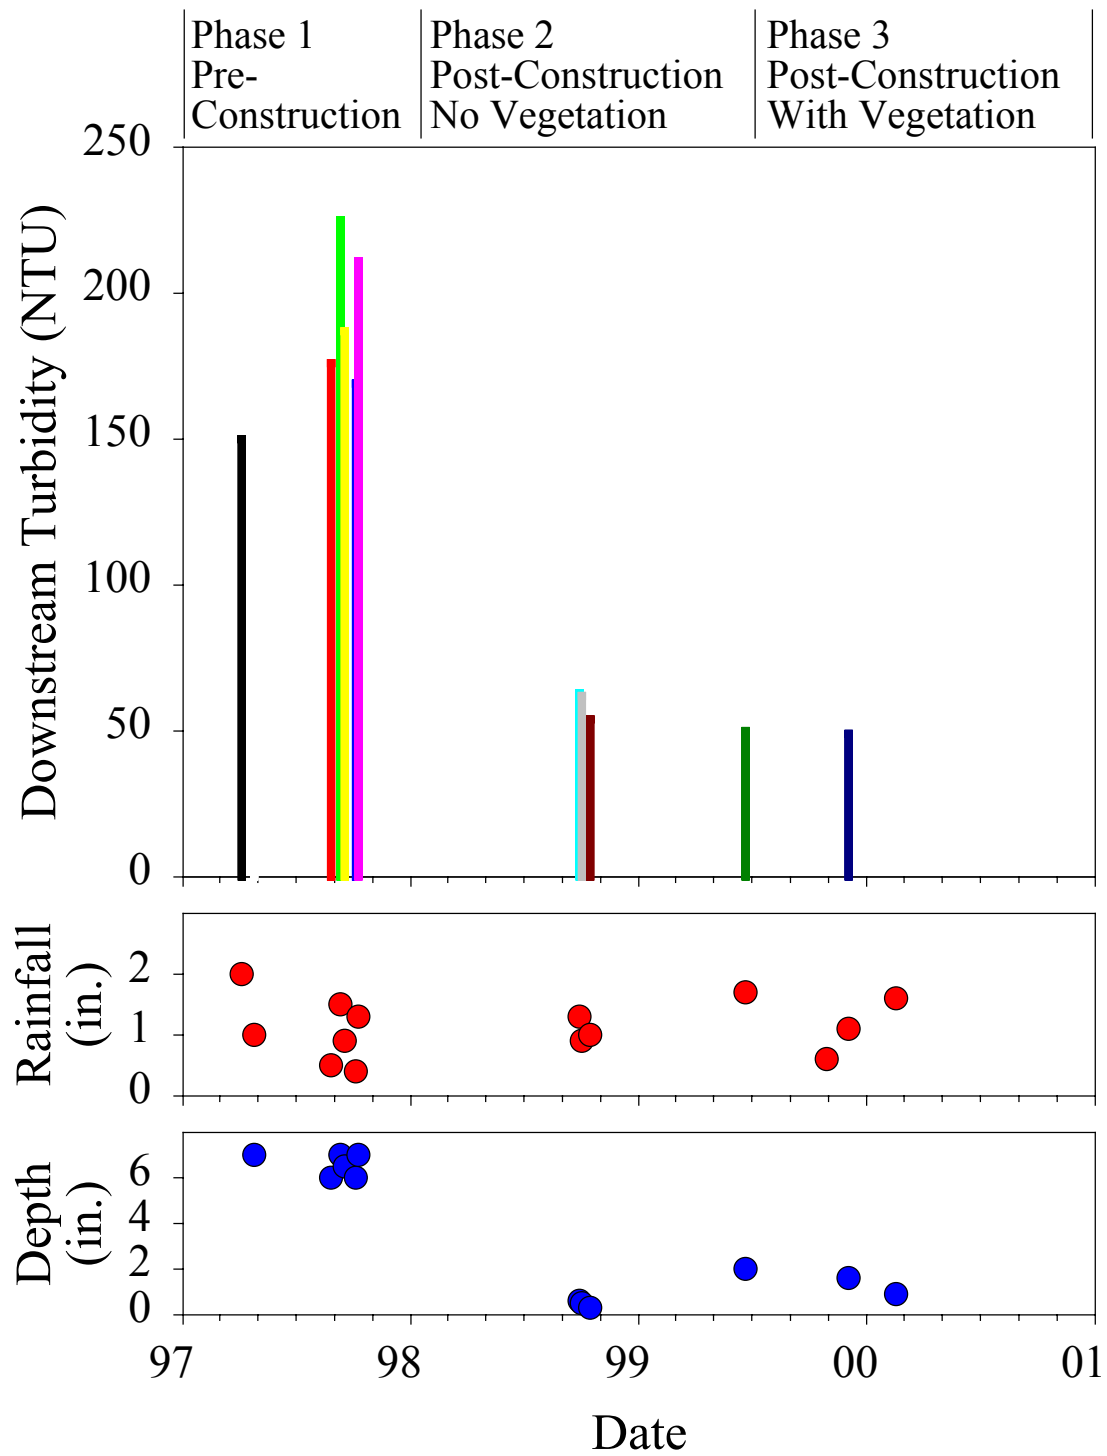 Phase 1
Pre-
Construction
Phase 2
Post-Construction
No Vegetation
Phase 3
Post-Construction
With Vegetation
Downstream Turbidity (NTU)
250
200
150
100
50
0
Rainfall
(in.)
2
1
0
Depth
(in.)
6
4
2
0
97 98 99 00 01
Date